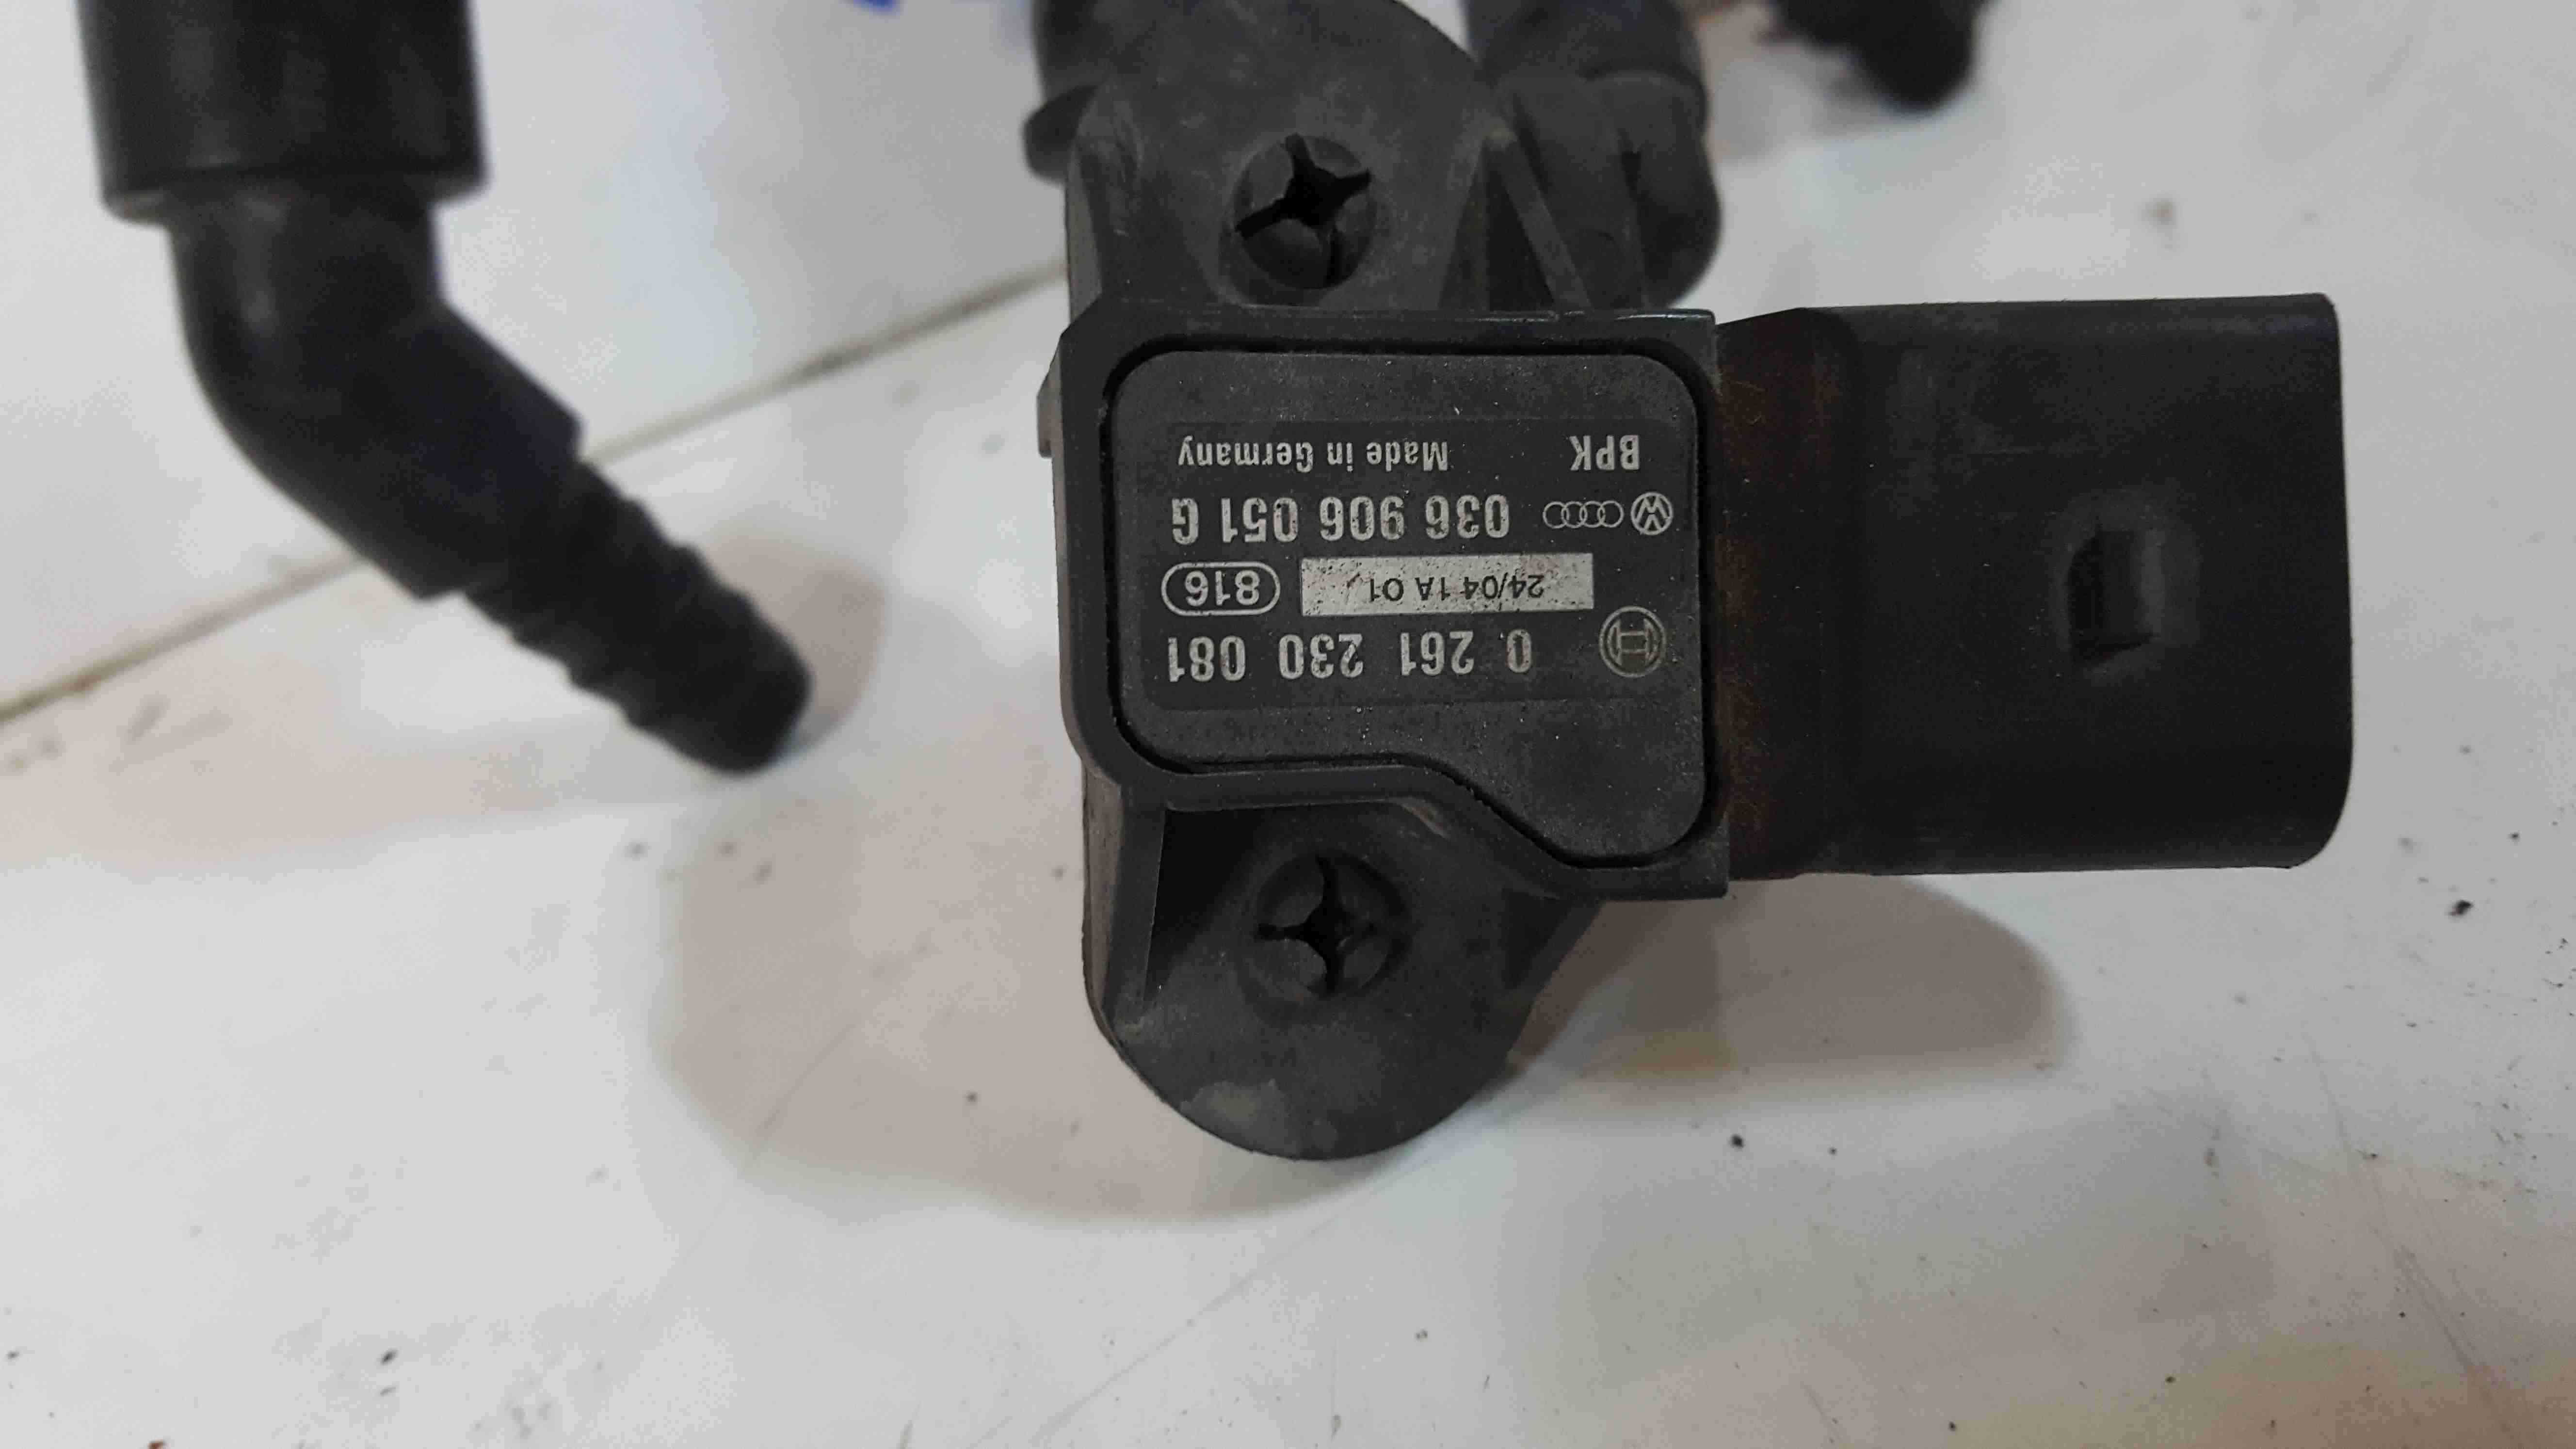 0 261 230 081
24/04 1A 01 816
036 906 051 G
BPK Made in Germany